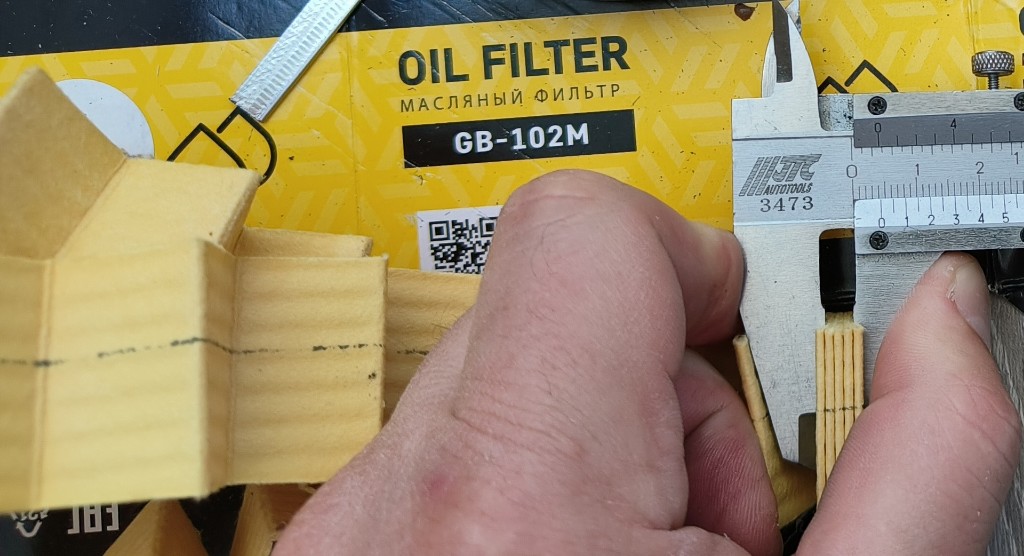 OIL FILTER
МАСЛЯНЫЙ ФИЛЬТР
GB-102M
JTC
AUTOTOOLS
3473
0 4
0 1 2 1
0 1 2 3 4 5
EAC